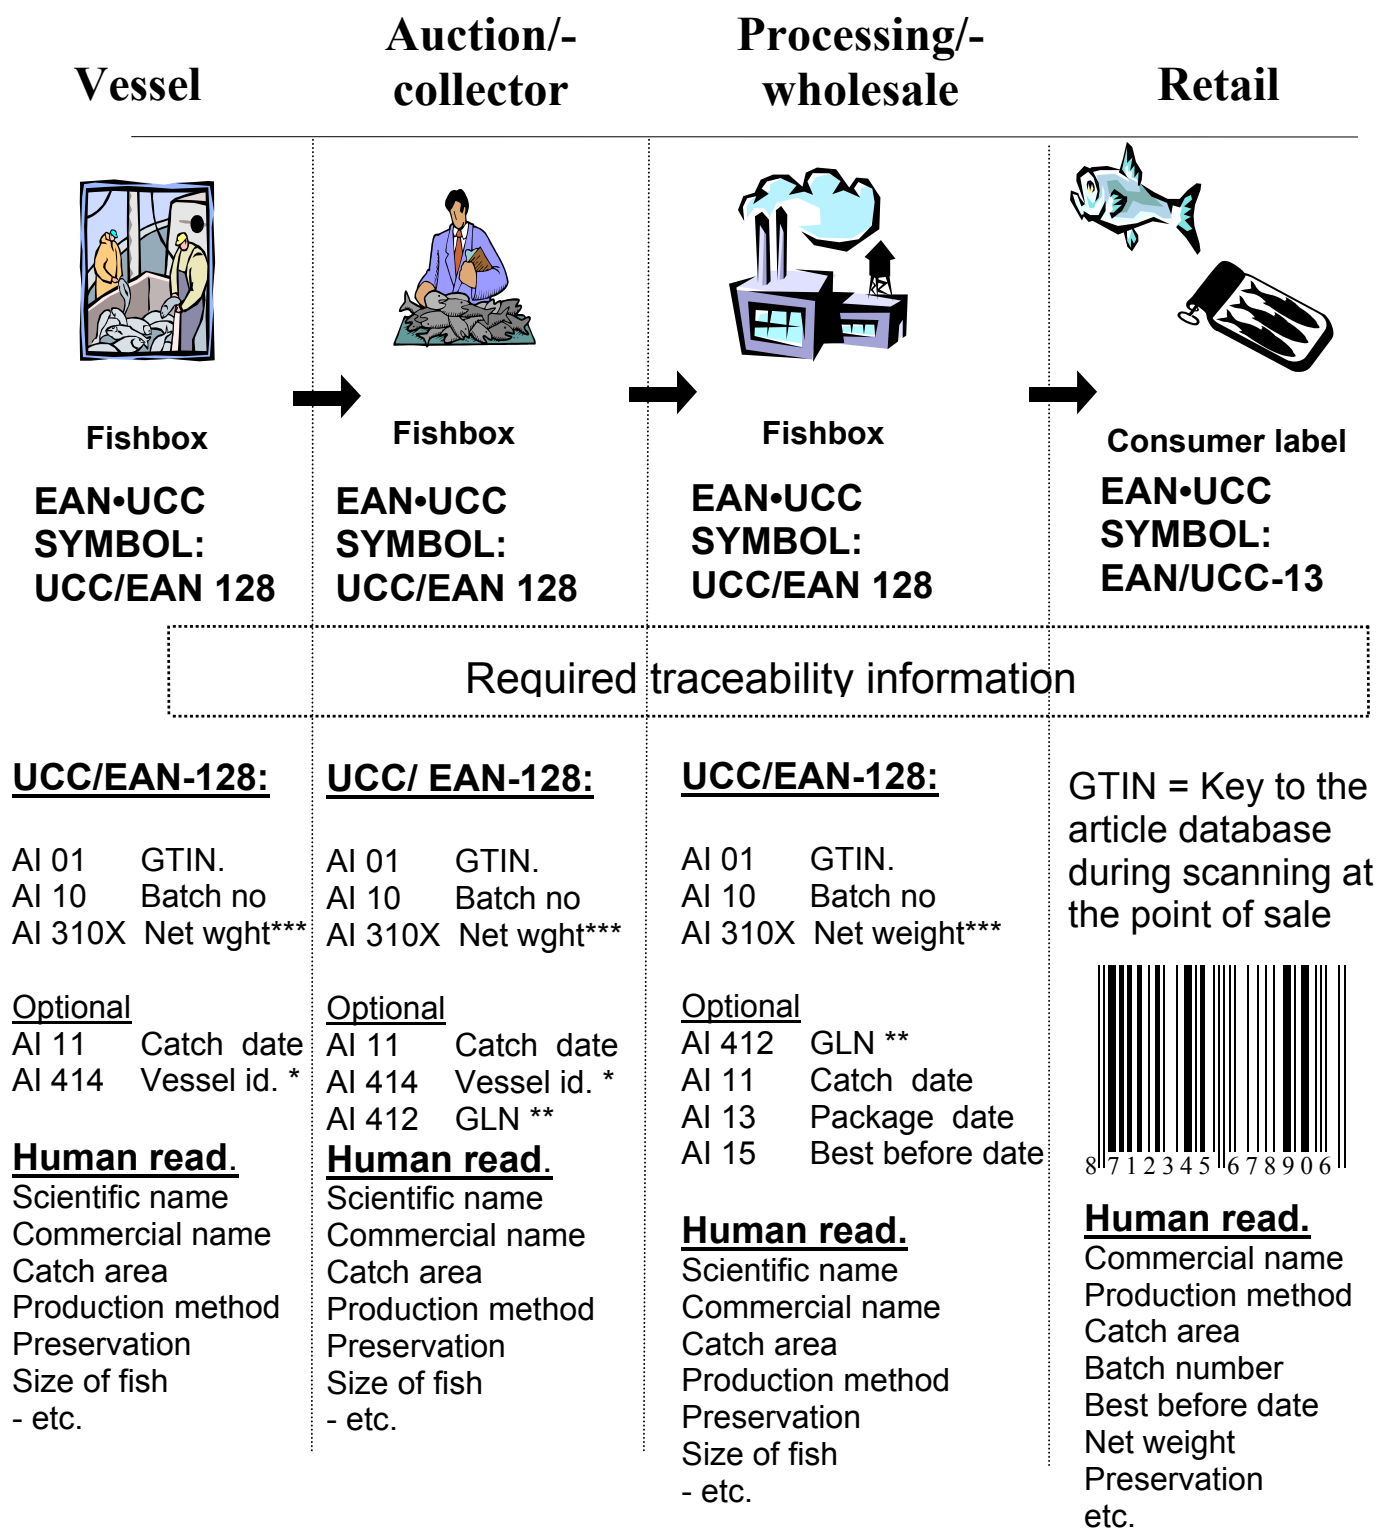 Vessel
Auction/-
collector
Processing/-
wholesale
Retail
Fishbox
EAN•UCC
SYMBOL:
UCC/EAN 128
Fishbox
EAN•UCC
SYMBOL:
UCC/EAN 128
Fishbox
EAN•UCC
SYMBOL:
UCC/EAN 128
Consumer label
EAN•UCC
SYMBOL:
EAN/UCC-13
Required traceability information
UCC/EAN-128:
AI 01 GTIN.
AI 10 Batch no
AI 310X Net wght***
Optional
AI 11 Catch date
AI 414 Vessel id. *
Human read.
Scientific name
Commercial name
Catch area
Production method
Preservation
Size of fish
- etc.
UCC/ EAN-128:
AI 01 GTIN.
AI 10 Batch no
AI 310X Net wght***
Optional
AI 11 Catch date
AI 414 Vessel id. *
AI 412 GLN **
Human read.
Scientific name
Commercial name
Catch area
Production method
Preservation
Size of fish
- etc.
UCC/EAN-128:
AI 01 GTIN.
AI 10 Batch no
AI 310X Net weight***
Optional
AI 412 GLN **
AI 11 Catch date
AI 13 Package date
AI 15 Best before date
Human read.
Scientific name
Commercial name
Catch area
Production method
Preservation
Size of fish
- etc.
GTIN = Key to the
article database
during scanning at
the point of sale
8 712345 678906
Human read.
Commercial name
Production method
Catch area
Batch number
Best before date
Net weight
Preservation
etc.